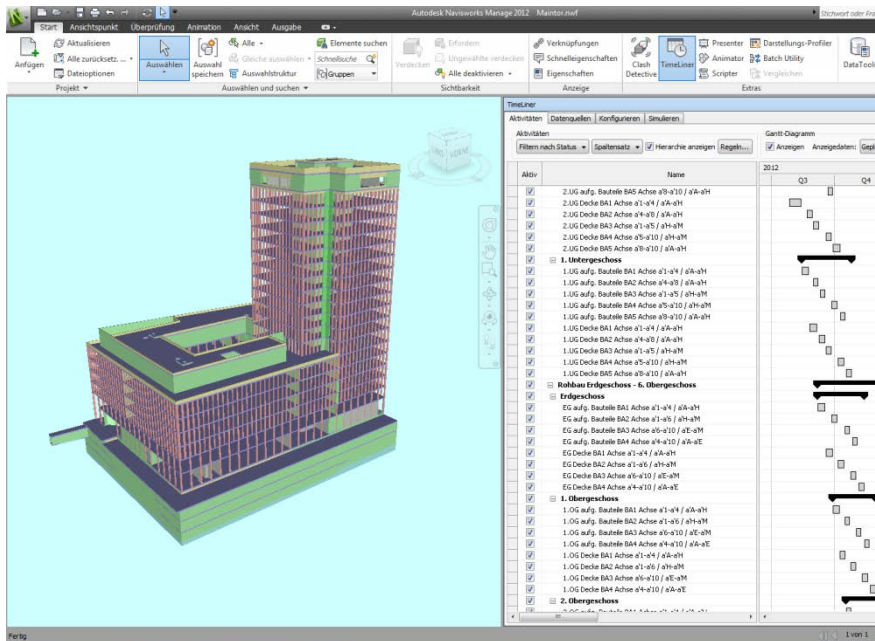 Autodesk Navisworks Manage 2012 Maintor.nwf
Stichwort oder Fra
Start Ansichtspunkt Überprüfung Animation Ansicht Ausgabe
Anfügen
Aktualisieren
Alle zurücksetz. ...
Dateioptionen
Projekt
Auswählen
Auswahl speichern
Alle
Gleiche auswählen
Auswahlstruktur
Elemente suchen
Schnellsuche
Gruppen
Auswählen und suchen
Verdecken
Erfordern
Ungewählte verdecken
Alle deaktivieren
Sichtbarkeit
Verknüpfungen
Schnelleigenschaften
Eigenschaften
Anzeige
Clash Detective
TimeLiner
Presenter
Animator
Scripter
Darstellungs-Profiler
Batch Utility
Vergleichen
Extras
DataTools
TimeLiner
Aktivitäten Datenquellen Konfigurieren Simulieren
Aktivitäten
Gantt-Diagramm
Filtern nach Status Spaltensatz Hierarchie anzeigen Regeln... Anzeigen Anzeigedaten: Gepl
Aktiv Name 2012
Q3 Q4
2.UG aufg. Bauteile BA5 Achse a'8-a'10 / a'A-a'H
2.UG Decke BA1 Achse a'1-a'4 / a'A-a'H
2.UG Decke BA2 Achse a'4-a'8 / a'A-a'H
2.UG Decke BA3 Achse a'1-a'5 / a'H-a'M
2.UG Decke BA4 Achse a'5-a'10 / a'H-a'M
2.UG Decke BA5 Achse a'8-a'10 / a'A-a'H
1. Untergeschoss
1.UG aufg. Bauteile BA1 Achse a'1-a'4 / a'A-a'H
1.UG aufg. Bauteile BA2 Achse a'4-a'8 / a'A-a'H
1.UG aufg. Bauteile BA3 Achse a'1-a'5 / a'H-a'M
1.UG aufg. Bauteile BA4 Achse a'5-a'10 / a'H-a'M
1.UG aufg. Bauteile BA5 Achse a'8-a'10 / a'A-a'H
1.UG Decke BA1 Achse a'1-a'4 / a'A-a'H
1.UG Decke BA2 Achse a'4-a'8 / a'A-a'H
1.UG Decke BA3 Achse a'1-a'5 / a'H-a'M
1.UG Decke BA4 Achse a'5-a'10 / a'H-a'M
1.UG Decke BA5 Achse a'8-a'10 / a'A-a'H
Rohbau Erdgeschoss - 6. Obergeschoss
Erdgeschoss
EG aufg. Bauteile BA1 Achse a'1-a'4 / a'A-a'H
EG aufg. Bauteile BA2 Achse a'1-a'6 / a'H-a'M
EG aufg. Bauteile BA3 Achse a'6-a'10 / a'E-a'M
EG aufg. Bauteile BA4 Achse a'4-a'10 / a'A-a'E
EG Decke BA1 Achse a'1-a'4 / a'A-a'H
EG Decke BA2 Achse a'1-a'6 / a'H-a'M
EG Decke BA3 Achse a'6-a'10 / a'E-a'M
EG Decke BA4 Achse a'4-a'10 / a'A-a'E
1. Obergeschoss
1.OG aufg. Bauteile BA1 Achse a'1-a'4 / a'A-a'H
1.OG aufg. Bauteile BA2 Achse a'1-a'6 / a'H-a'M
1.OG aufg. Bauteile BA3 Achse a'6-a'10 / a'E-a'M
1.OG aufg. Bauteile BA4 Achse a'4-a'10 / a'A-a'E
1.OG Decke BA1 Achse a'1-a'4 / a'A-a'H
1.OG Decke BA2 Achse a'1-a'6 / a'H-a'M
1.OG Decke BA3 Achse a'6-a'10 / a'E-a'M
1.OG Decke BA4 Achse a'4-a'10 / a'A-a'E
2. Obergeschoss
Fertig
1 von 1